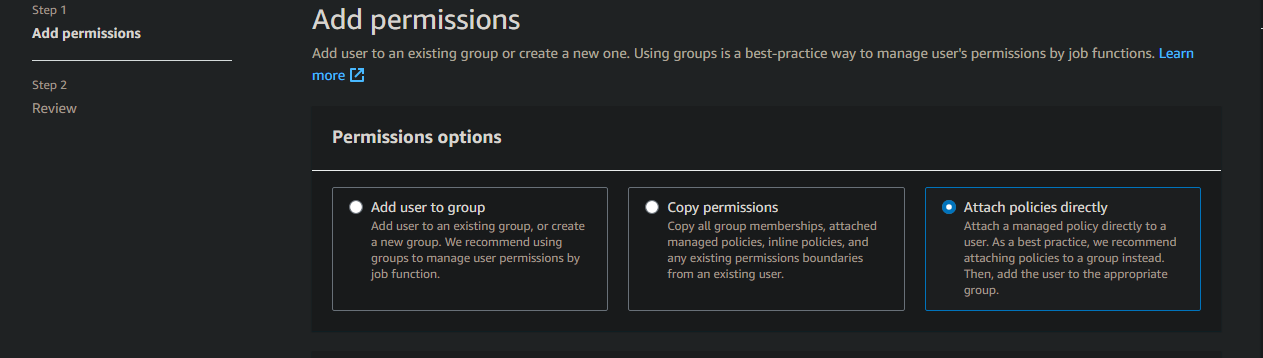 Step 1
Add permissions
Step 2
Review
Add permissions
Add user to an existing group or create a new one. Using groups is a best-practice way to manage user's permissions by job functions. Learn
more
Permissions options
Add user to group
Add user to an existing group, or create
a new group. We recommend using
groups to manage user permissions by
job function.
Copy permissions
Copy all group memberships, attached
managed policies, inline policies, and
any existing permissions boundaries
from an existing user.
Attach policies directly
Attach a managed policy directly to a
user. As a best practice, we recommend
attaching policies to a group instead.
Then, add the user to the appropriate
group.